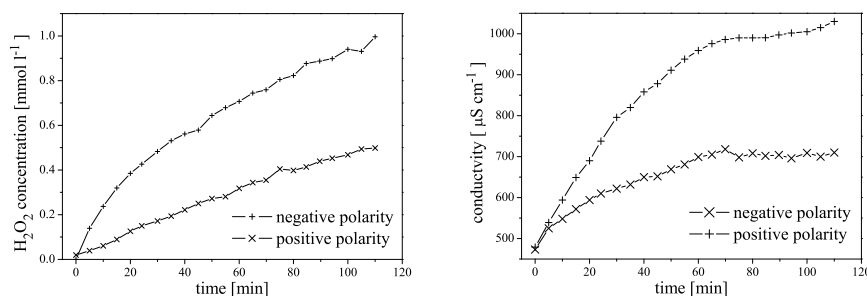 H2O2 concentration [mmol l-1]
1.0
0.8
0.6
0.4
0.2
0.0
negative polarity
positive polarity
0 20 40 60 80 100 120
time [min]
conductvity [ μS cm-1]
1000
900
800
700
600
500
negative polarity
positive polarity
0 20 40 60 80 100 120
time [min]